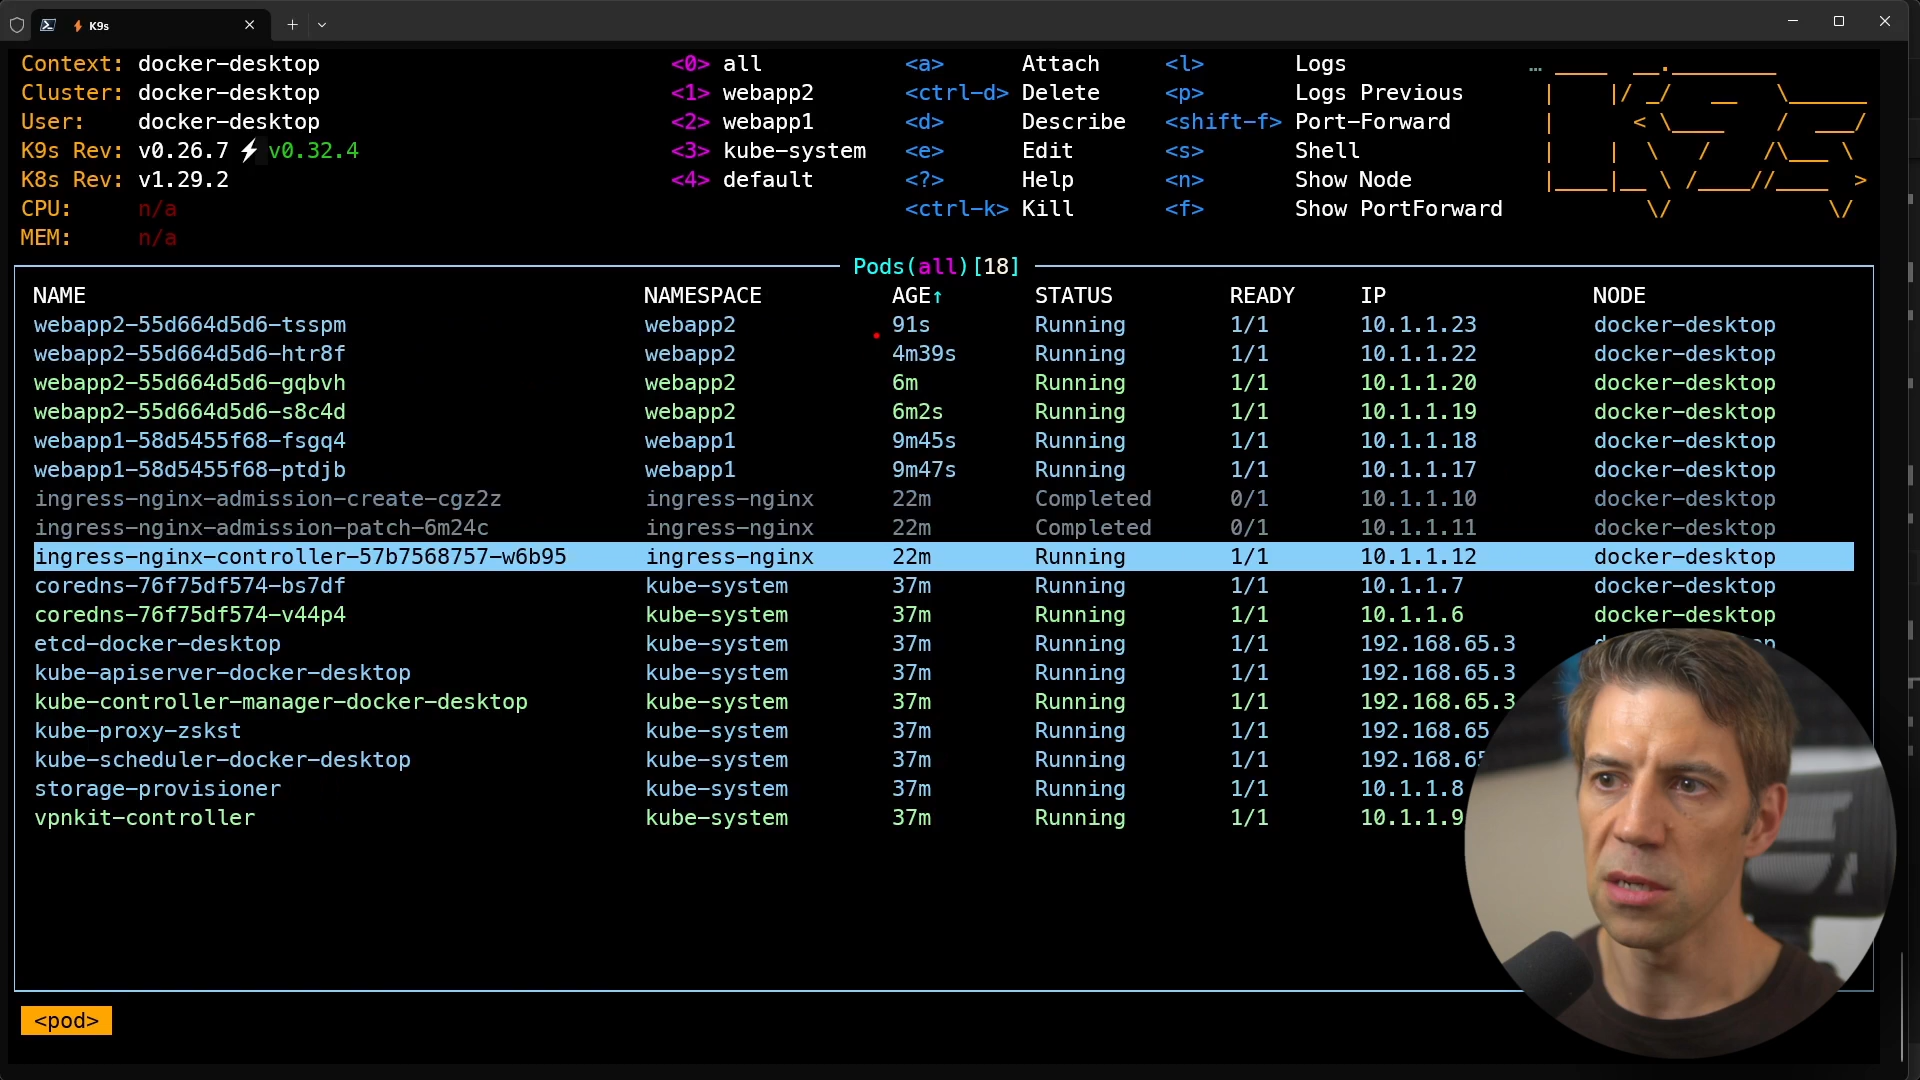 K9s
Context: docker-desktop <0> all <a> Attach <l> Logs
Cluster: docker-desktop <1> webapp2 <ctrl-d> Delete <p> Logs Previous
User: docker-desktop <2> webapp1 <d> Describe <shift-f> Port-Forward
K9s Rev: v0.26.7 ⚡v0.32.4 <3> kube-system <e> Edit <s> Shell
K8s Rev: v1.29.2 <4> default <?> Help <n> Show Node
CPU: n/a <ctrl-k> Kill <f> Show PortForward
MEM: n/a
Pods(all)[18]
NAME NAMESPACE AGE↑ STATUS READY IP NODE
webapp2-55d664d5d6-tsspm webapp2 91s Running 1/1 10.1.1.23 docker-desktop
webapp2-55d664d5d6-htr8f webapp2 4m39s Running 1/1 10.1.1.22 docker-desktop
webapp2-55d664d5d6-gqbvh webapp2 6m Running 1/1 10.1.1.20 docker-desktop
webapp2-55d664d5d6-s8c4d webapp2 6m2s Running 1/1 10.1.1.19 docker-desktop
webapp1-58d5455f68-fsgq4 webapp1 9m45s Running 1/1 10.1.1.18 docker-desktop
webapp1-58d5455f68-ptdjb webapp1 9m47s Running 1/1 10.1.1.17 docker-desktop
ingress-nginx-admission-create-cgz2z ingress-nginx 22m Completed 0/1 10.1.1.10 docker-desktop
ingress-nginx-admission-patch-6m24c ingress-nginx 22m Completed 0/1 10.1.1.11 docker-desktop
ingress-nginx-controller-57b7568757-w6b95 ingress-nginx 22m Running 1/1 10.1.1.12 docker-desktop
coredns-76f75df574-bs7df kube-system 37m Running 1/1 10.1.1.7 docker-desktop
coredns-76f75df574-v44p4 kube-system 37m Running 1/1 10.1.1.6 docker-desktop
etcd-docker-desktop kube-system 37m Running 1/1 192.168.65.3
kube-apiserver-docker-desktop kube-system 37m Running 1/1 192.168.65.3
kube-controller-manager-docker-desktop kube-system 37m Running 1/1 192.168.65.3
kube-proxy-zskst kube-system 37m Running 1/1 192.168.65
kube-scheduler-docker-desktop kube-system 37m Running 1/1 192.168.65
storage-provisioner kube-system 37m Running 1/1 10.1.1.8
vpnkit-controller kube-system 37m Running 1/1 10.1.1.9
<pod>